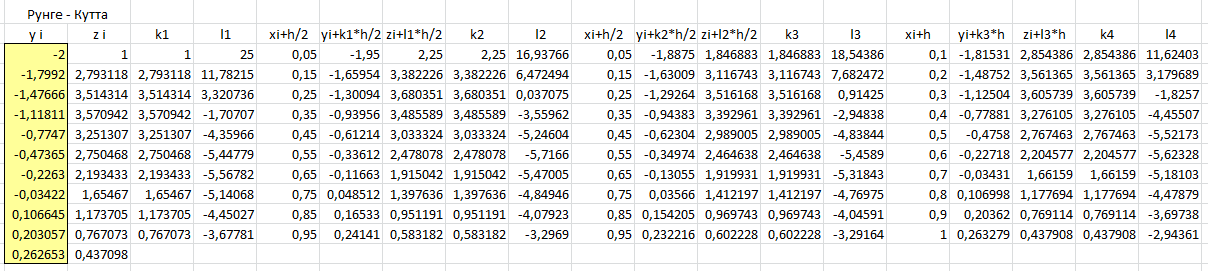 Рунге - Кутта
y i z i k1 l1 xi+h/2 yi+k1*h/2 zi+l1*h/2 k2 l2 xi+h/2 yi+k2*h/2 zi+l2*h/2 k3 l3 xi+h yi+k3*h zi+l3*h k4 l4
-2 1 1 25 0,05 -1,95 2,25 2,25 16,93766 0,05 -1,8875 1,846883 1,846883 18,54386 0,1 -1,81531 2,854386 2,854386 11,62403
-1,7992 2,793118 2,793118 11,78215 0,15 -1,65954 3,382226 3,382226 6,472494 0,15 -1,63009 3,116743 3,116743 7,682472 0,2 -1,48752 3,561365 3,561365 3,179689
-1,47666 3,514314 3,514314 3,320736 0,25 -1,30094 3,680351 3,680351 0,037075 0,25 -1,29264 3,516168 3,516168 0,91425 0,3 -1,12504 3,605739 3,605739 -1,8257
-1,11811 3,570942 3,570942 -1,70707 0,35 -0,93956 3,485589 3,485589 -3,55962 0,35 -0,94383 3,392961 3,392961 -2,94838 0,4 -0,77881 3,276105 3,276105 -4,45507
-0,7747 3,251307 3,251307 -4,35966 0,45 -0,61214 3,033324 3,033324 -5,24604 0,45 -0,62304 2,989005 2,989005 -4,83844 0,5 -0,4758 2,767463 2,767463 -5,52173
-0,47365 2,750468 2,750468 -5,44779 0,55 -0,33612 2,478078 2,478078 -5,7166 0,55 -0,34974 2,464638 2,464638 -5,4589 0,6 -0,22718 2,204577 2,204577 -5,62328
-0,2263 2,193433 2,193433 -5,56782 0,65 -0,11663 1,915042 1,915042 -5,47005 0,65 -0,13055 1,919931 1,919931 -5,31843 0,7 -0,03431 1,66159 1,66159 -5,18103
-0,03422 1,65467 1,65467 -5,14068 0,75 0,048512 1,397636 1,397636 -4,84946 0,75 0,03566 1,412197 1,412197 -4,76975 0,8 0,106998 1,177694 1,177694 -4,47879
0,106645 1,173705 1,173705 -4,45027 0,85 0,16533 0,951191 0,951191 -4,07923 0,85 0,154205 0,969743 0,969743 -4,04591 0,9 0,20362 0,769114 0,769114 -3,69738
0,203057 0,767073 0,767073 -3,67781 0,95 0,24141 0,583182 0,583182 -3,2969 0,95 0,232216 0,602228 0,602228 -3,29164 1 0,263279 0,437908 0,437908 -2,94361
0,262653 0,437098